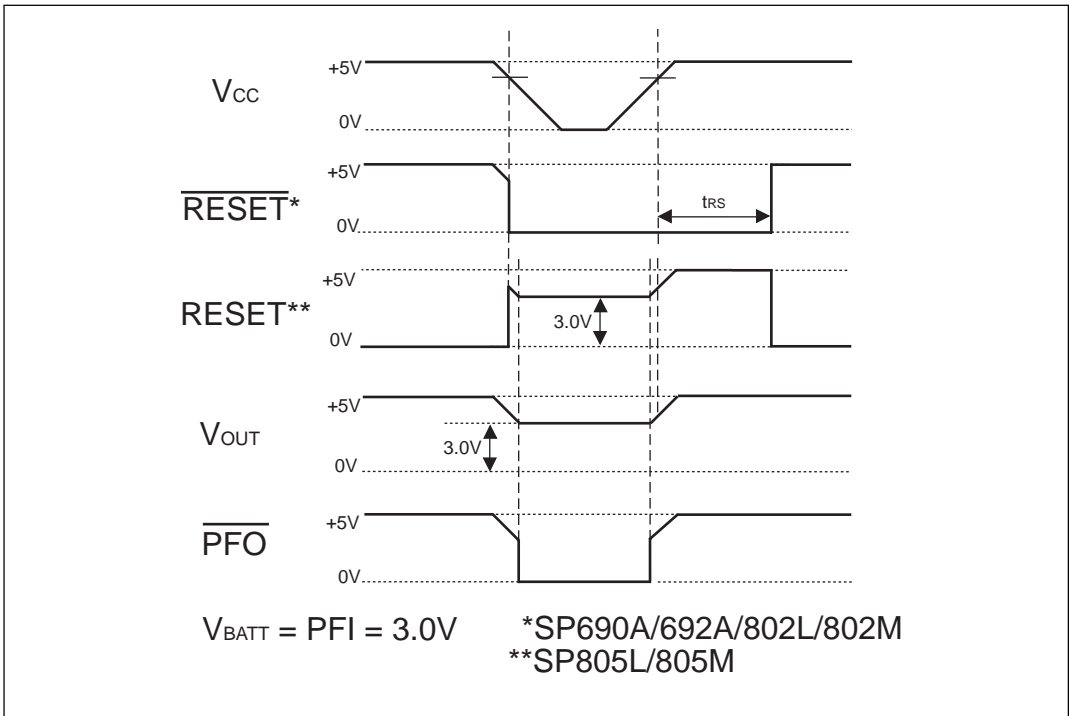 +5V
VCC
0V
+5V
RESET*
tRS
0V
+5V
RESET**
3.0V
0V
+5V
VOUT
3.0V
0V
+5V
PFO
0V
VBATT = PFI = 3.0V *SP690A/692A/802L/802M
**SP805L/805M